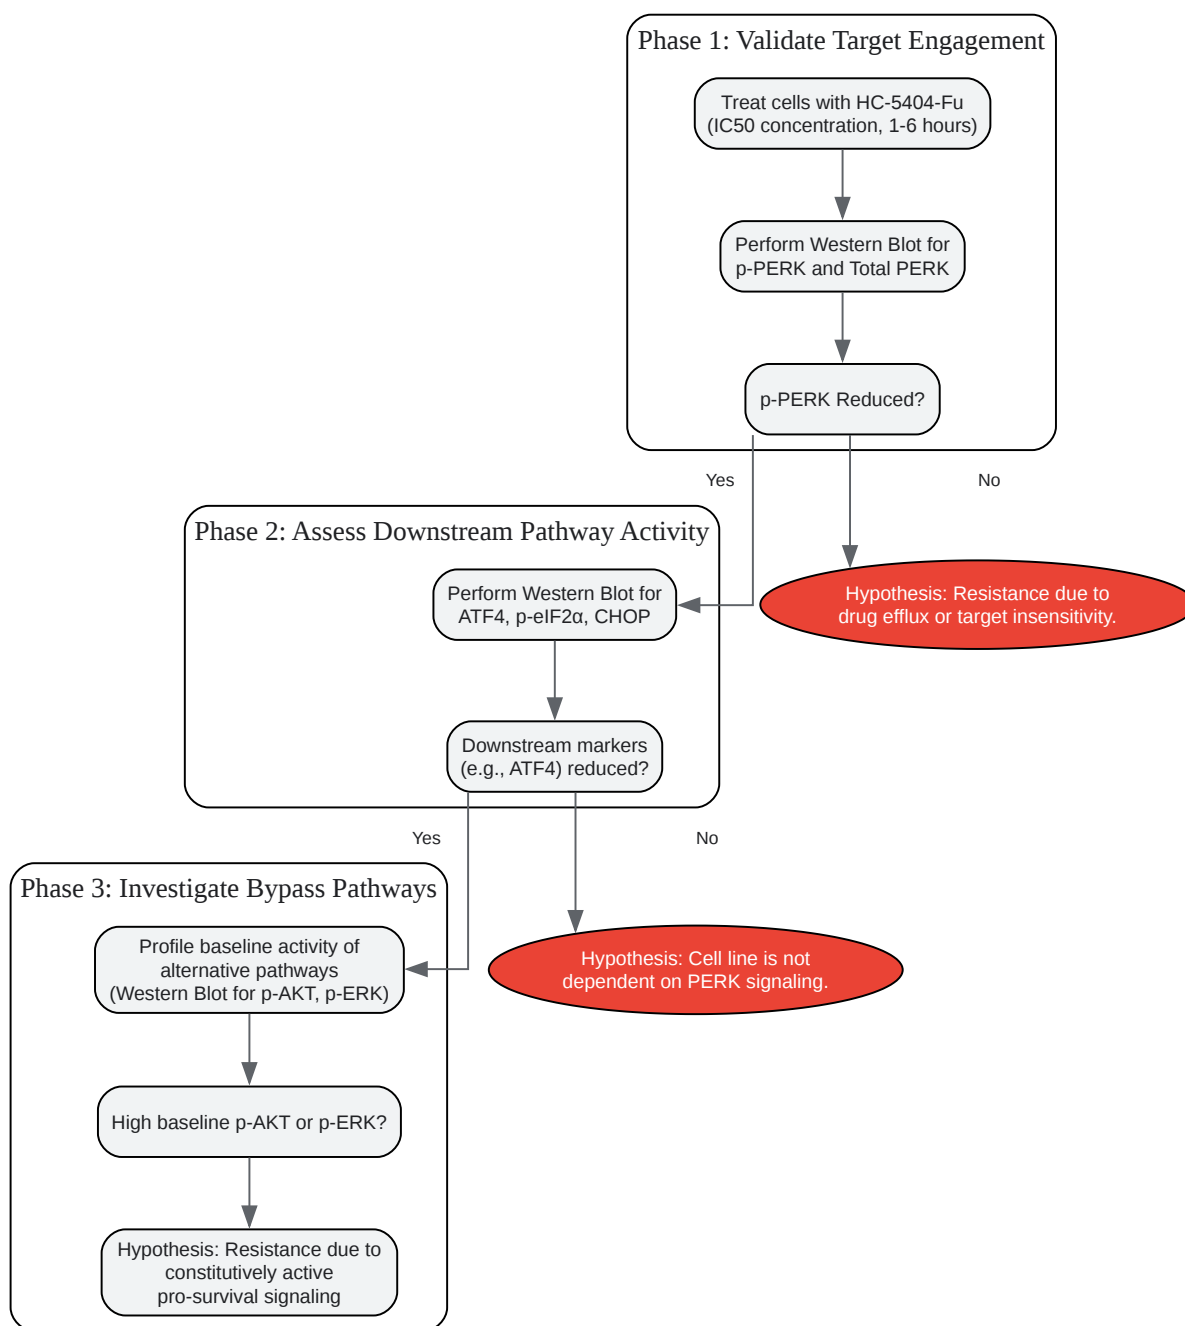 Phase 1: Validate Target Engagement
Treat cells with HC-5404-Fu
(IC50 concentration, 1-6 hours)
Perform Western Blot for
p-PERK and Total PERK
p-PERK Reduced?
Yes
No
Phase 2: Assess Downstream Pathway Activity
Perform Western Blot for
ATF4, p-eIF2α, CHOP
Hypothesis: Resistance due to
drug efflux or target insensitivity.
Downstream markers
(e.g., ATF4) reduced?
Yes
No
Phase 3: Investigate Bypass Pathways
Profile baseline activity of
alternative pathways
(Western Blot for p-AKT, p-ERK)
Hypothesis: Cell line is not
dependent on PERK signaling.
High baseline p-AKT or p-ERK?
Hypothesis: Resistance due to
constitutively active
pro-survival signaling